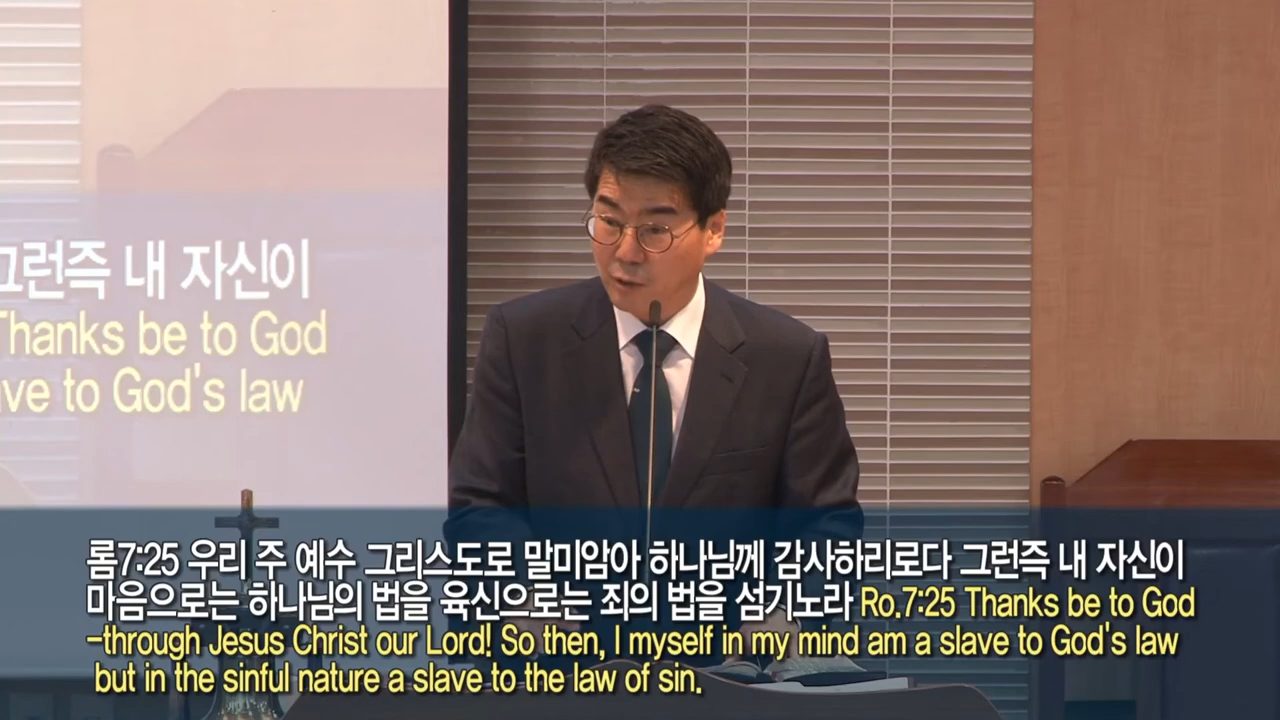 그런즉 내 자신이
Thanks be to God
ve to God's law
롬7:25 우리 주 예수 그리스도로 말미암아 하나님께 감사하리로다 그런즉 내 자신이
마음으로는 하나님의 법을 육신으로는 죄의 법을 섬기노라 Ro.7:25 Thanks be to God
-through Jesus Christ our Lord! So then, I myself in my mind am a slave to God's law
but in the sinful nature a slave to the law of sin.